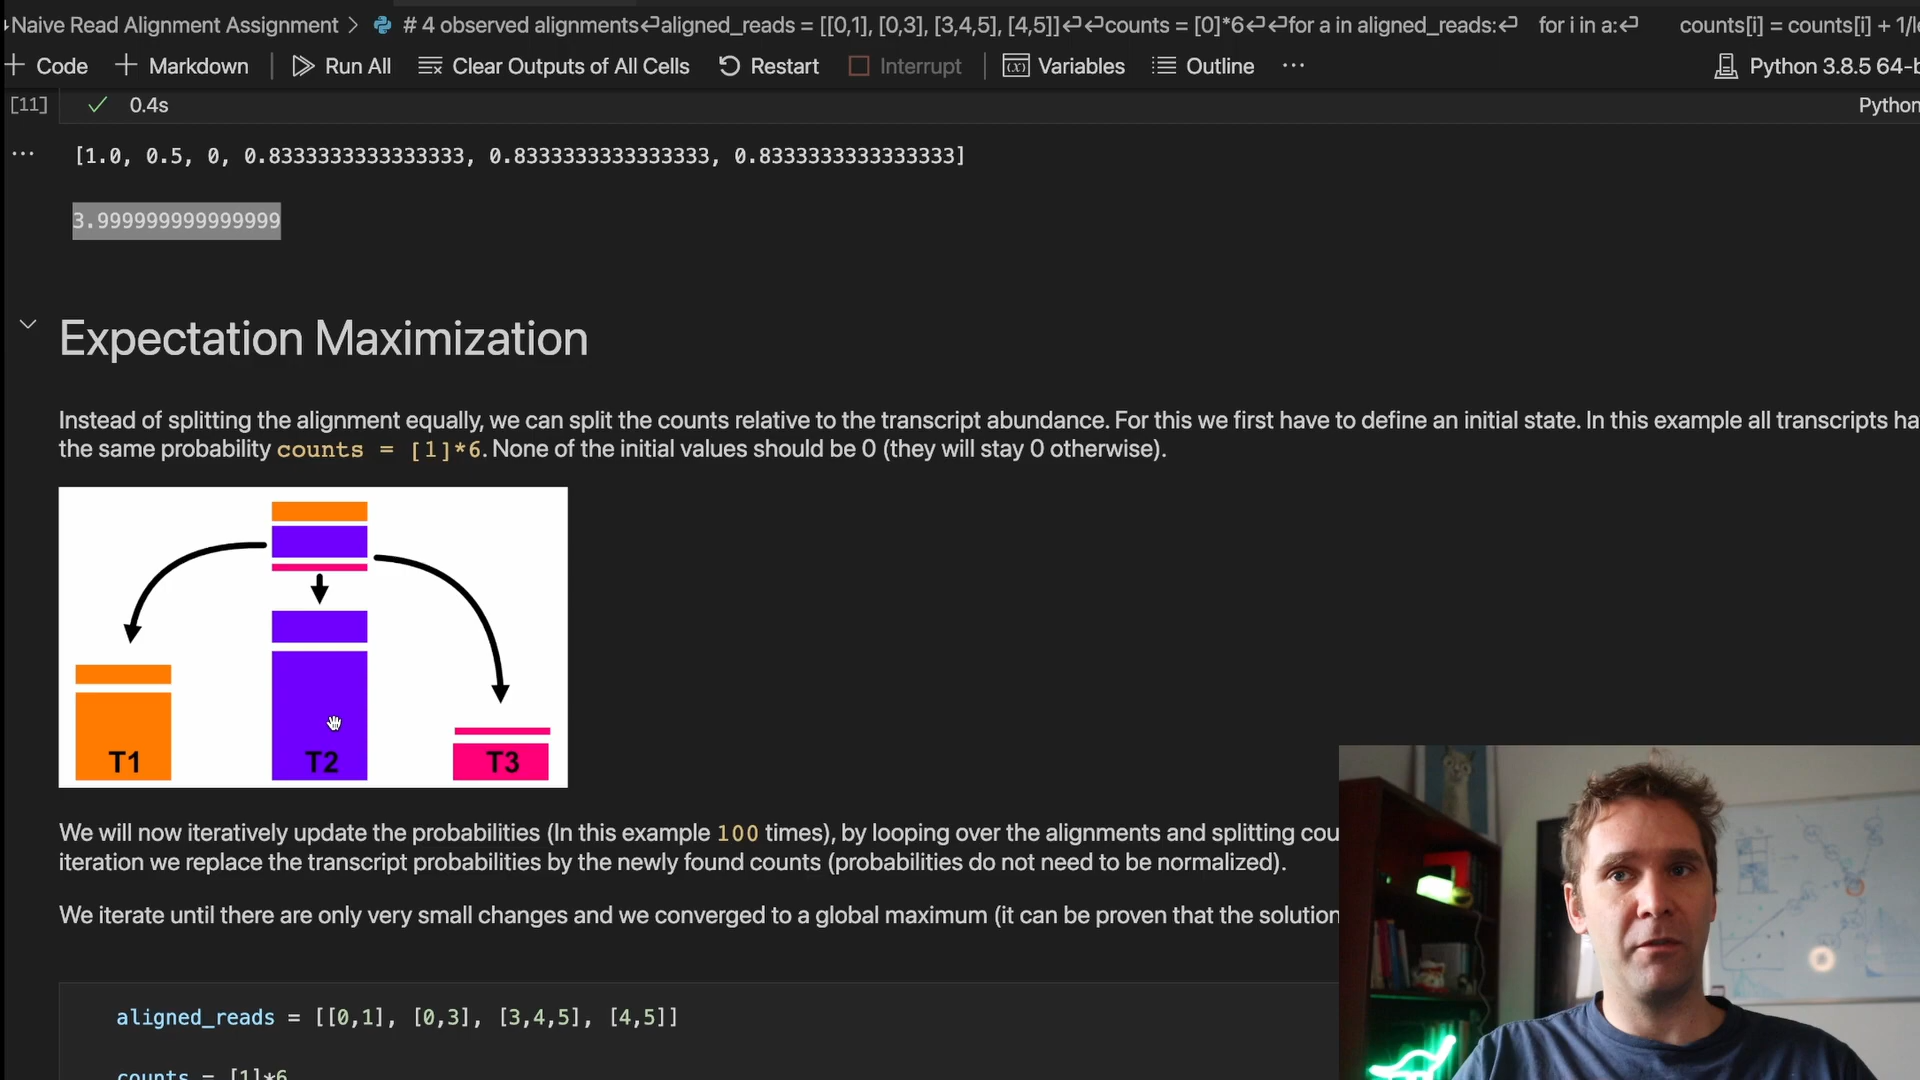 Naive Read Alignment Assignment > # 4 observed alignments↵aligned_reads = [[0,1], [0,3], [3,4,5], [4,5]]↵↵counts = [0]*6↵↵for a in aligned_reads:↵ for i in a:↵ counts[i] = counts[i] + 1/l
+ Code + Markdown Run All Clear Outputs of All Cells Restart Interrupt Variables Outline ··· Python 3.8.5 64-b
[11] ✓ 0.4s Python
··· [1.0, 0.5, 0, 0.8333333333333333, 0.8333333333333333, 0.8333333333333333]
3.999999999999999
Expectation Maximization
Instead of splitting the alignment equally, we can split the counts relative to the transcript abundance. For this we first have to define an initial state. In this example all transcripts ha
the same probability counts = [1]*6. None of the initial values should be 0 (they will stay 0 otherwise).
T1 T2 T3
We will now iteratively update the probabilities (In this example 100 times), by looping over the alignments and splitting cou
iteration we replace the transcript probabilities by the newly found counts (probabilities do not need to be normalized).
We iterate until there are only very small changes and we converged to a global maximum (it can be proven that the solution
aligned_reads = [[0,1], [0,3], [3,4,5], [4,5]]
counts = [1]*6